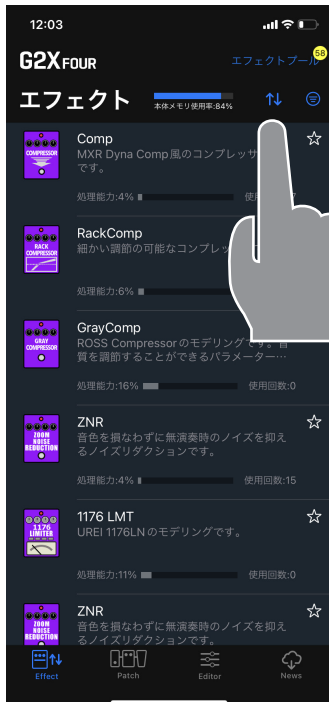 12:03
G2X FOUR
エフェクトプール
58
エフェクト
本体メモリ使用率:84%
COMPRESSOR
Comp
MXR Dyna Comp風のコンプレッサ
です。
処理能力:4%
使
7
RACK
COMPRESSOR
RackComp
細かい調節の可能なコンプレッ
処理能力:6%
GRAY
COMPRESSOR
GrayComp
ROSS Compressorのモデリングです。音
質を調節することができるパラメーター…
処理能力:16%
使用回数:0
ZOOM
NOISE
REDUCTION
ZNR
音色を損なわずに無演奏時のノイズを抑え
るノイズリダクションです。
処理能力:4%
使用回数:15
1176
LIMITER
1176 LMT
UREI 1176LNのモデリングです。
処理能力:11%
使用回数:0
ZOOM
NOISE
REDUCTION
ZNR
音色を損なわずに無演奏時のノイズを抑え
るノイズリダクションです。
Effect
Patch
Editor
News